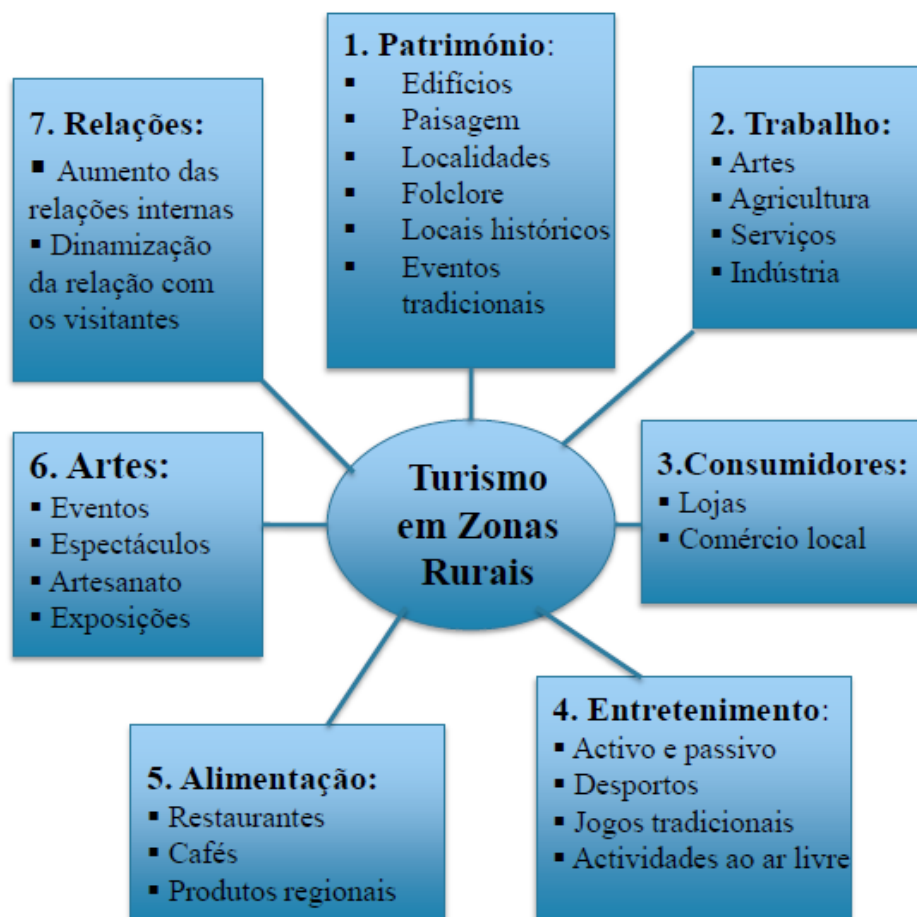 1. Património:
▪ Edifícios
▪ Paisagem
▪ Localidades
▪ Folclore
▪ Locais históricos
▪ Eventos
tradicionais
2. Trabalho:
▪ Artes
▪ Agricultura
▪ Serviços
▪ Indústria
3.Consumidores:
▪ Lojas
▪ Comércio local
4. Entretenimento:
▪ Activo e passivo
▪ Desportos
▪ Jogos tradicionais
▪ Actividades ao ar livre
5. Alimentação:
▪ Restaurantes
▪ Cafés
▪ Produtos regionais
6. Artes:
▪ Eventos
▪ Espectáculos
▪ Artesanato
▪ Exposições
7. Relações:
▪ Aumento das
relações internas
▪ Dinamização
da relação com
os visitantes
Turismo
em Zonas
Rurais